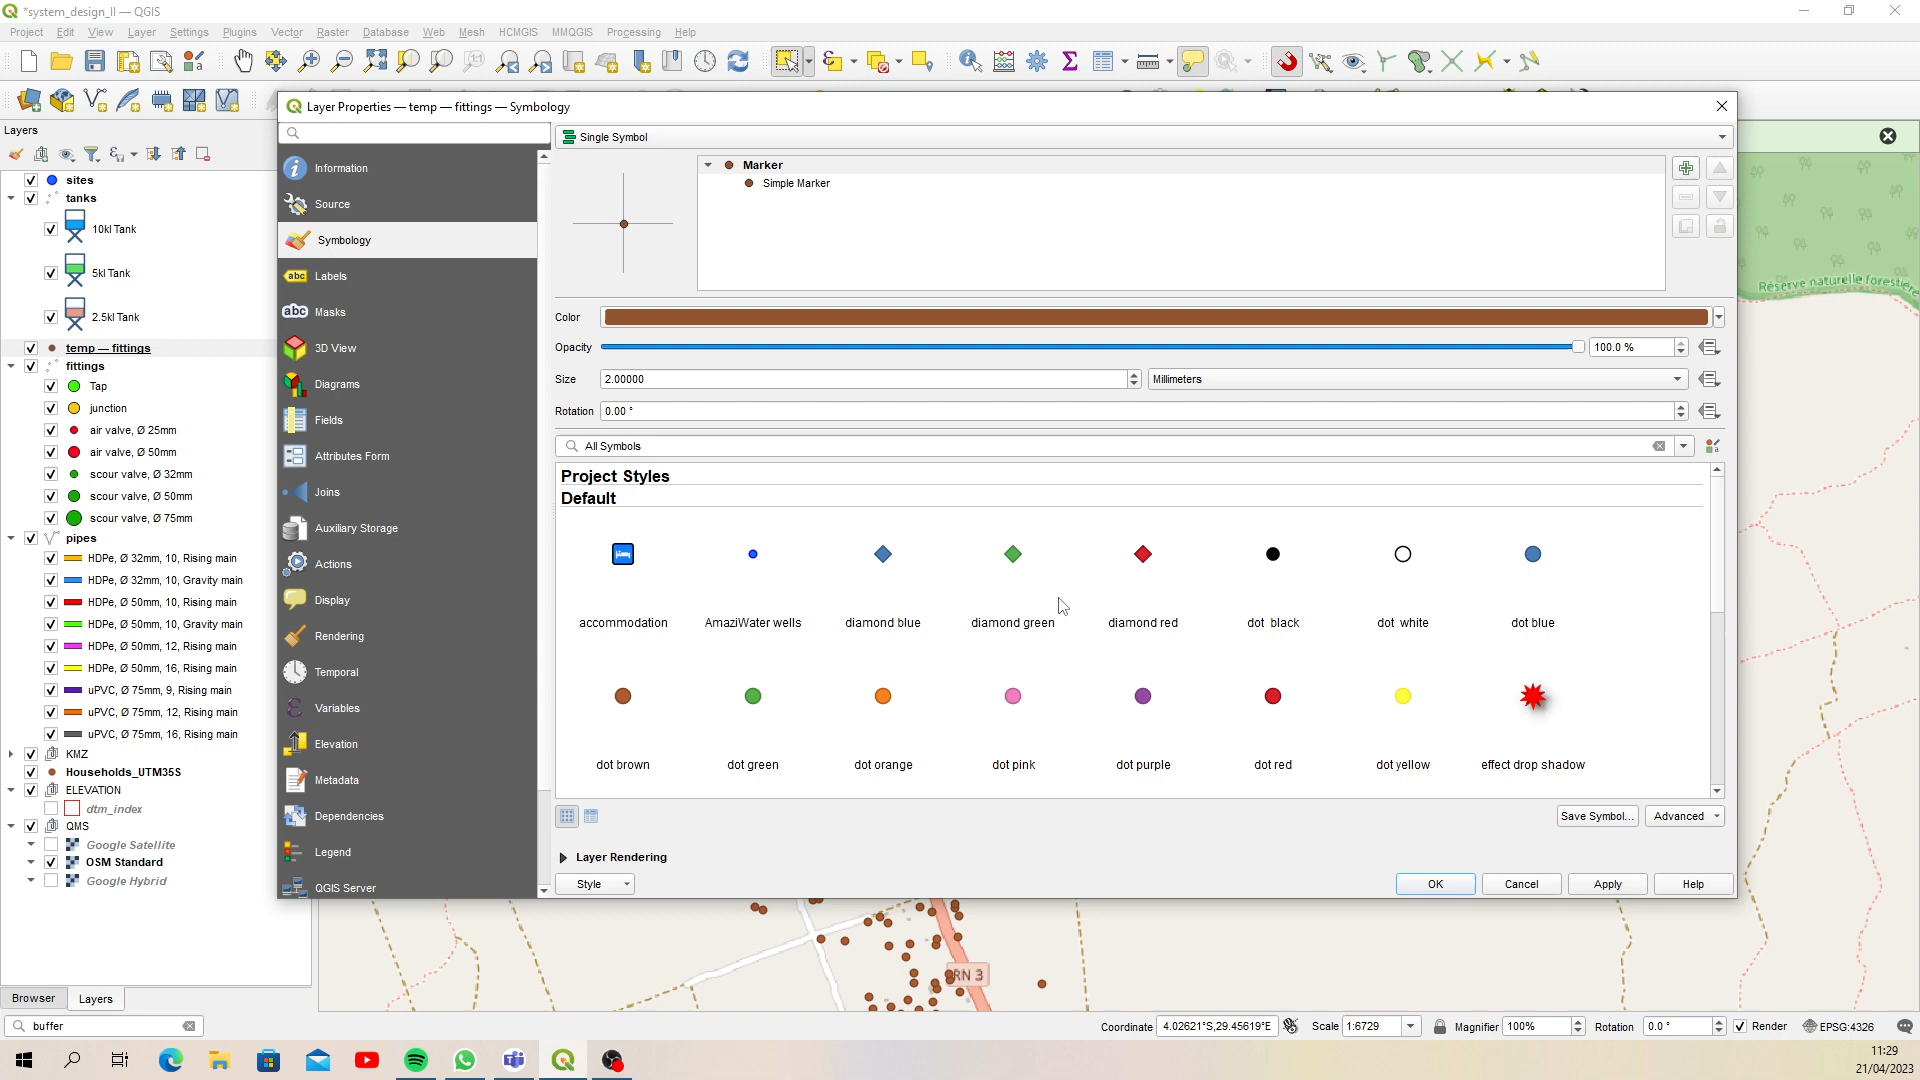 *system_design_II — QGIS
Project Edit View Layer Settings Plugins Vector Raster Database Web Mesh HCMGIS MMQGIS Processing Help
Layers
sites
tanks
10kl Tank
5kl Tank
2.5kl Tank
temp — fittings
fittings
Tap
junction
air valve, Ø 25mm
air valve, Ø 50mm
scour valve, Ø 32mm
scour valve, Ø 50mm
scour valve, Ø 75mm
pipes
HDPe, Ø 32mm, 10, Rising main
HDPe, Ø 32mm, 10, Gravity main
HDPe, Ø 50mm, 10, Rising main
HDPe, Ø 50mm, 10, Gravity main
HDPe, Ø 50mm, 12, Rising main
HDPe, Ø 50mm, 16, Rising main
uPVC, Ø 75mm, 9, Rising main
uPVC, Ø 75mm, 12, Rising main
uPVC, Ø 75mm, 16, Rising main
KMZ
Households_UTM35S
ELEVATION
dtm_index
QMS
Google Satellite
OSM Standard
Google Hybrid
Browser Layers
Layer Properties — temp — fittings — Symbology
Information
Source
Symbology
abc Labels
abc Masks
3D View
Diagrams
Fields
Attributes Form
Joins
Auxiliary Storage
Actions
Display
Rendering
Temporal
Variables
Elevation
Metadata
Dependencies
Legend
QGIS Server
Single Symbol
Marker
Simple Marker
Color
Opacity 100.0 %
Size 2.00000 Millimeters
Rotation 0.00 °
All Symbols
Project Styles
Default
accommodation AmaziWater wells diamond blue diamond green diamond red dot black dot white dot blue
dot brown dot green dot orange dot pink dot purple dot red dot yellow effect drop shadow
Save Symbol... Advanced
Layer Rendering
Style OK Cancel Apply Help
Réserve naturelle forestière
RN 3
buffer Coordinate 4.02621°S,29.45619°E Scale 1:6729 Magnifier 100% Rotation 0.0 ° Render EPSG:4326
11:29
21/04/2023